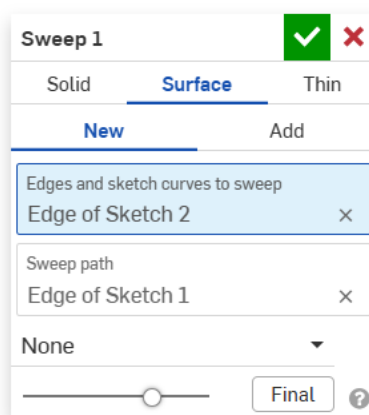 Sweep 1
Solid Surface Thin
New Add
Edges and sketch curves to sweep
Edge of Sketch 2
Sweep path
Edge of Sketch 1
None
Final ?